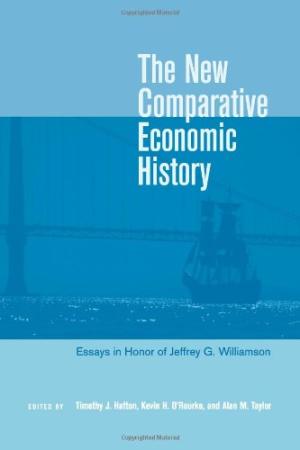 The New
Comparative
Economic
History
Essays in Honor of Jeffrey G. Williamson
EDITED BY Timothy J. Hatton, Kevin H. O'Rourke, and Alan M. Taylor